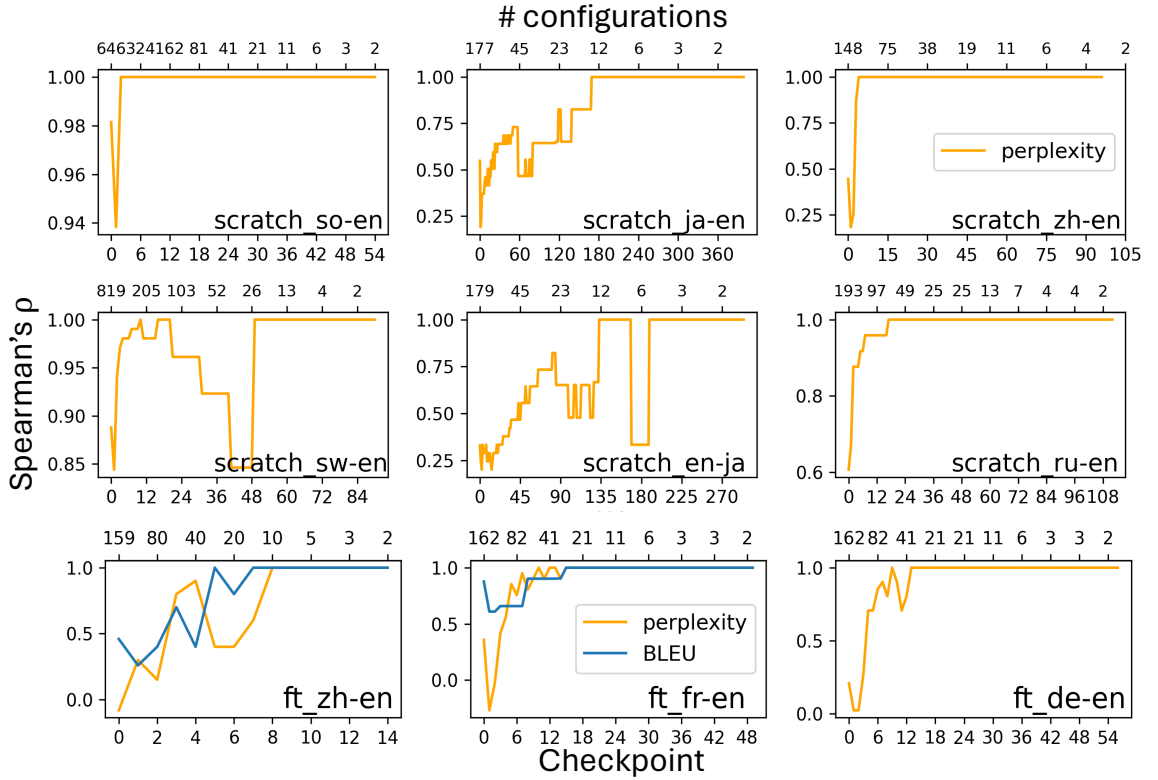 # configurations
646324162 81 41 21 11 6 3 2
177 45 23 12 6 3 2
148 75 38 19 11 6 4 2
1.00 0.98 0.96 0.94
scratch_so-en
0 6 12 18 24 30 36 42 48 54
1.00 0.75 0.50 0.25
scratch_ja-en
0 60 120 180 240 300 360
1.00 0.75 0.50 0.25
perplexity
scratch_zh-en
0 15 30 45 60 75 90 105
Spearman's ρ
819 205 103 52 26 13 4 2
179 45 23 12 6 3 2
193 97 49 25 25 13 7 4 4 2
1.00 0.95 0.90 0.85
scratch_sw-en
0 12 24 36 48 60 72 84
1.00 0.75 0.50 0.25
scratch_en-ja
0 45 90 135 180 225 270
1.0 0.8 0.6
scratch_ru-en
0 12 24 36 48 60 72 84 96 108
159 80 40 20 10 5 3 2
162 82 41 21 11 6 3 3 2
162 82 41 21 21 11 6 3 3 2
1.0 0.5 0.0
ft_zh-en
0 2 4 6 8 10 12 14
1.0 0.5 0.0
perplexity
BLEU
ft_fr-en
0 6 12 18 24 30 36 42 48
1.0 0.5 0.0
ft_de-en
0 6 12 18 24 30 36 42 48 54
Checkpoint